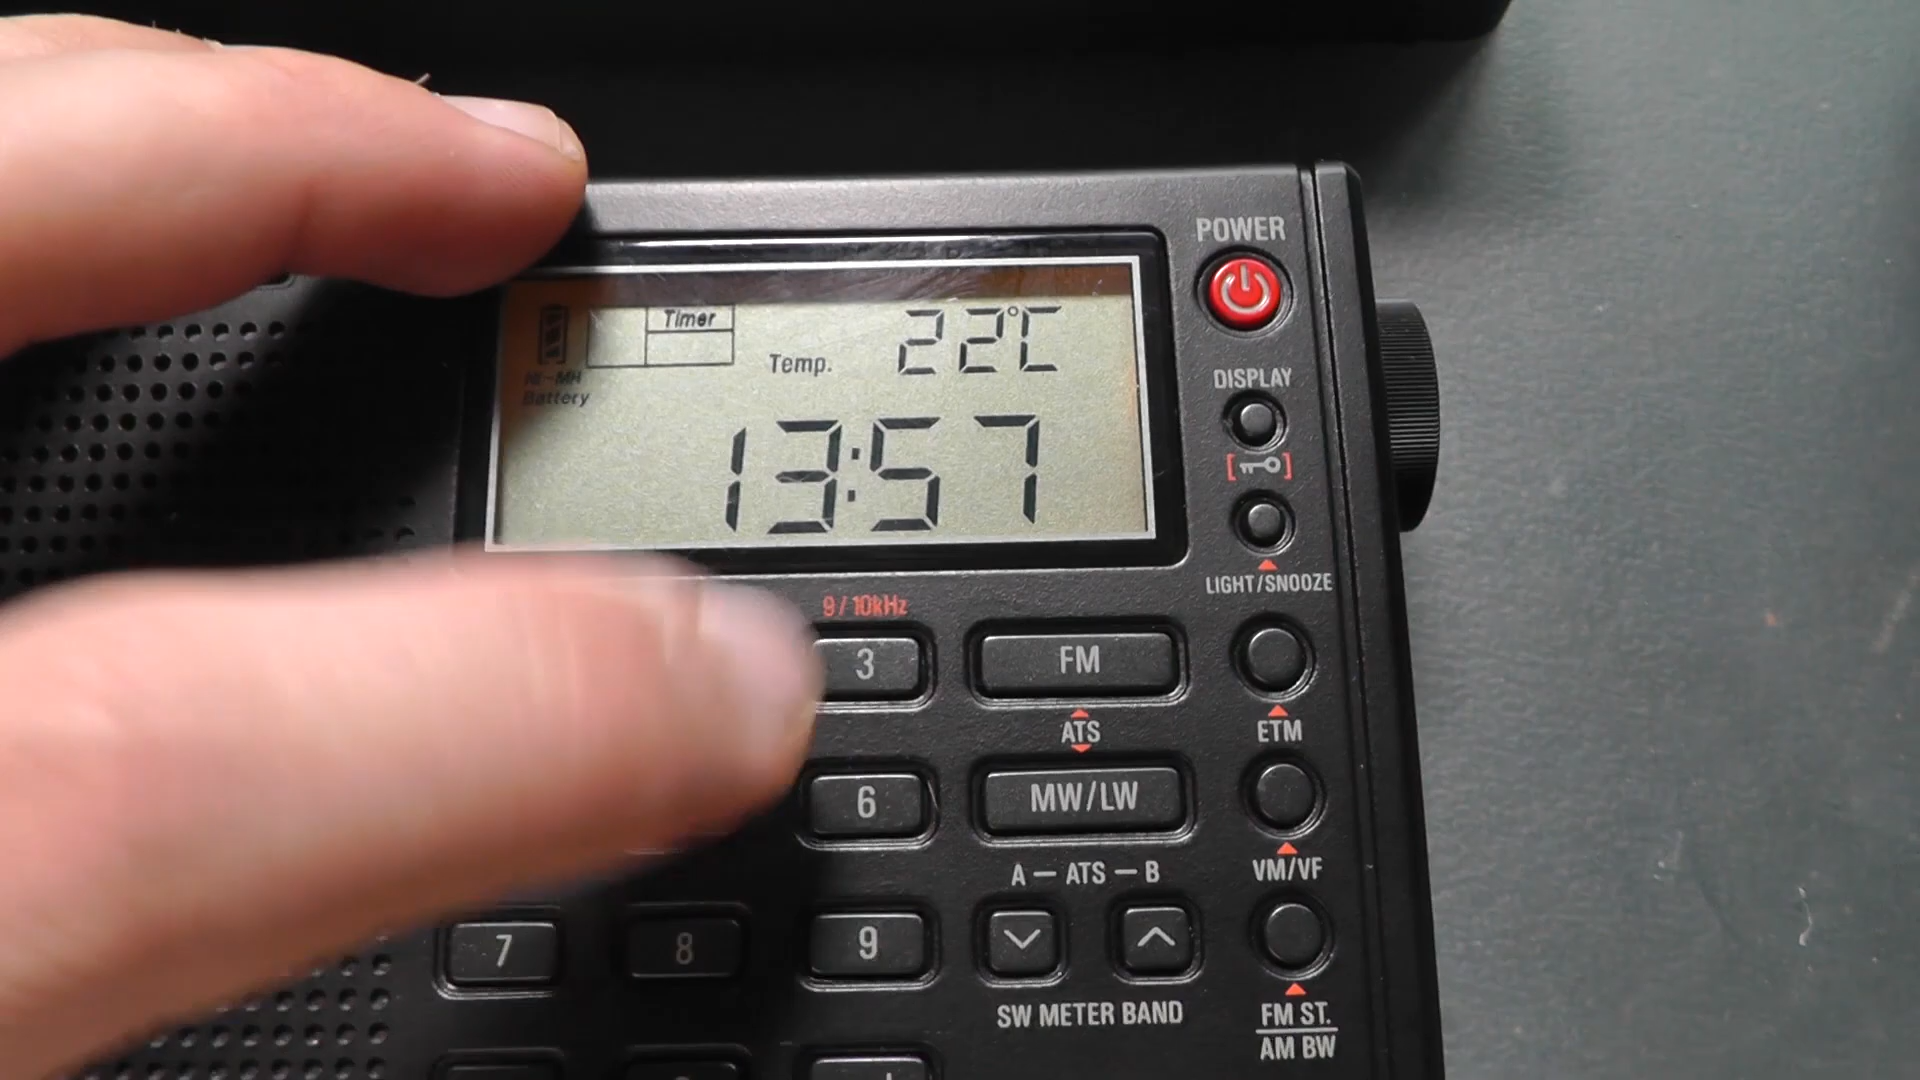 POWER
Timer
22°C
Temp.
DISPLAY
Ni-MH
Battery
13:57
LIGHT/SNOOZE
9/10kHz
3
FM
ATS
ETM
6
MW/LW
A — ATS — B
VM/VF
7
8
9
SW METER BAND
FM ST.
AM BW